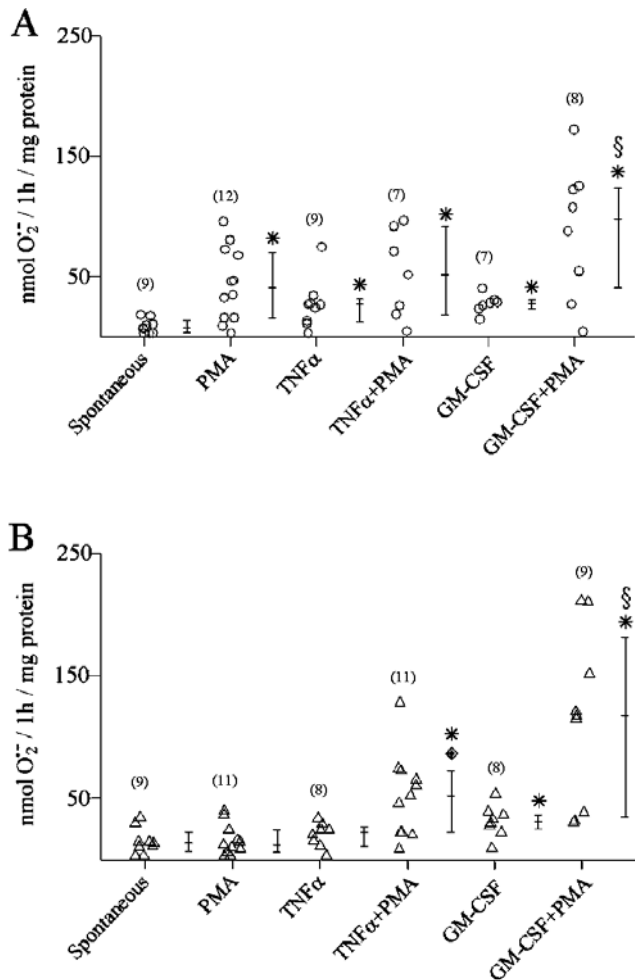 A
nmol O₂·⁻ / 1h / mg protein
250
150
50
(9)
(12)
(9)
(7)
(7)
(8)
*
*
*
*
§
*
Spontaneous
PMA
TNFα
TNFα+PMA
GM-CSF
GM-CSF+PMA
B
nmol O₂·⁻ / 1h / mg protein
250
150
50
(9)
(11)
(8)
(11)
(8)
(9)
*
*
§
*
Spontaneous
PMA
TNFα
TNFα+PMA
GM-CSF
GM-CSF+PMA